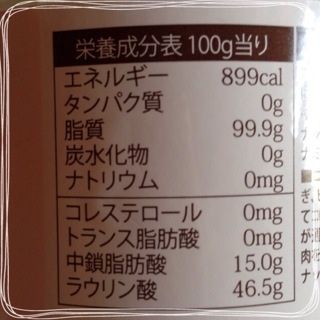 栄養成分表 100g当り
エネルギー 899cal
タンパク質 0g
脂質 99.9g
炭水化物 0g
ナトリウム 0mg
コレステロール 0mg
トランス脂肪酸 0mg
中鎖脂肪酸 15.0g
ラウリン酸 46.5g